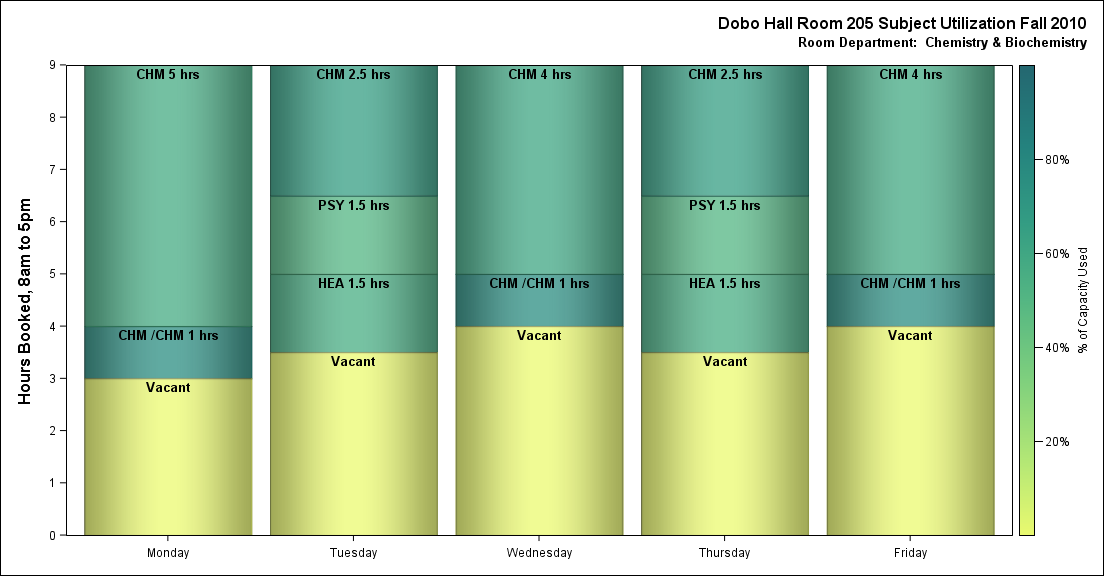 Dobo Hall Room 205 Subject Utilization Fall 2010
Room Department:  Chemistry & Biochemistry
Hours Booked, 8am to 5pm
9
8
7
6
5
4
3
2
1
0
CHM 5 hrs
CHM /CHM 1 hrs
Vacant
CHM 2.5 hrs
PSY 1.5 hrs
HEA 1.5 hrs
Vacant
CHM 4 hrs
CHM /CHM 1 hrs
Vacant
CHM 2.5 hrs
PSY 1.5 hrs
HEA 1.5 hrs
Vacant
CHM 4 hrs
CHM /CHM 1 hrs
Vacant
Monday
Tuesday
Wednesday
Thursday
Friday
80%
60%
40%
20%
% of Capacity Used